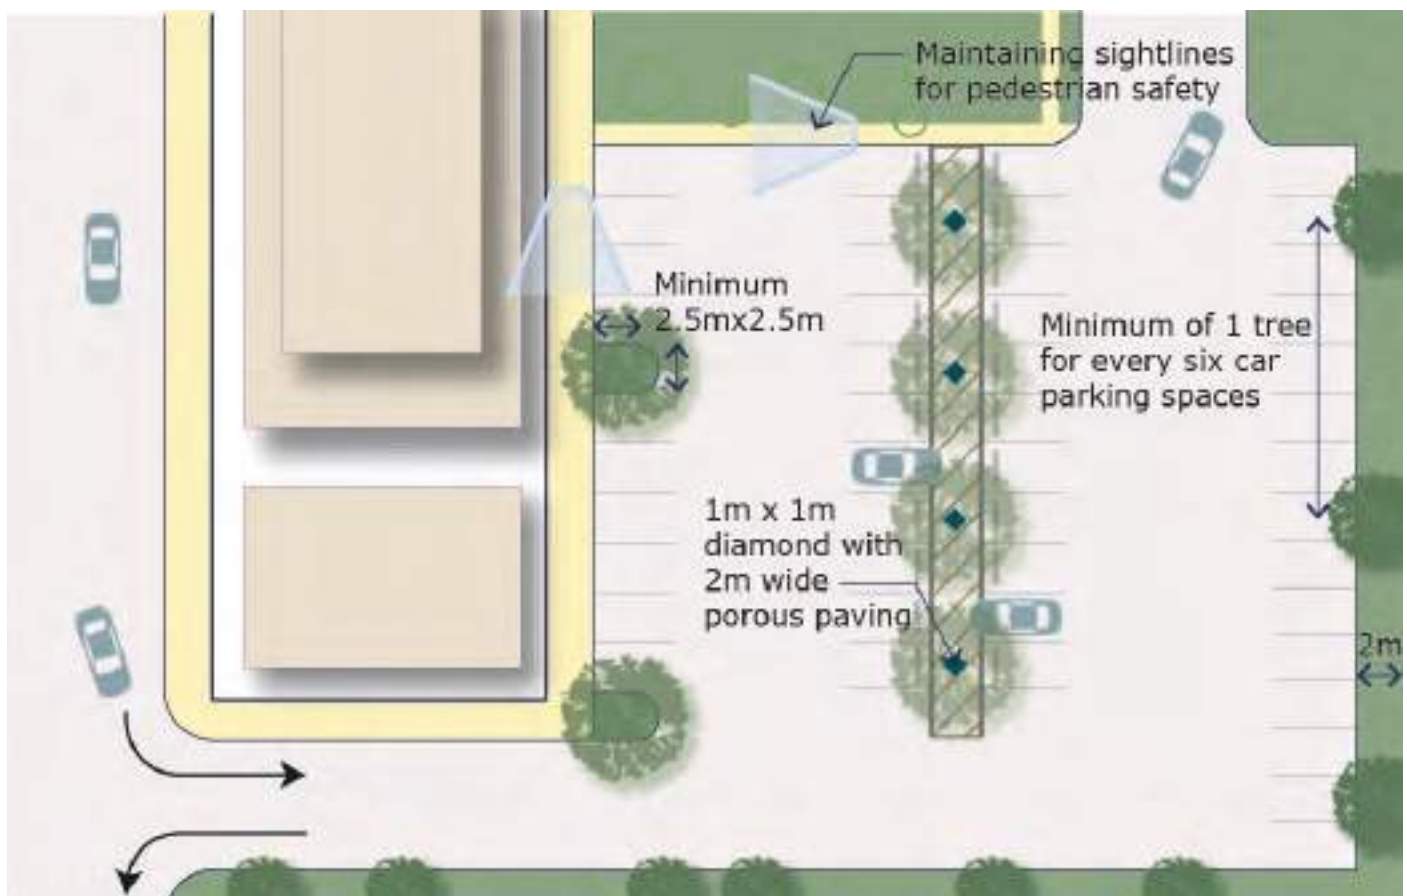 Maintaining sightlines
for pedestrian safety
Minimum
2.5mx2.5m
Minimum of 1 tree
for every six car
parking spaces
1m x 1m
diamond with
2m wide
porous paving
2m